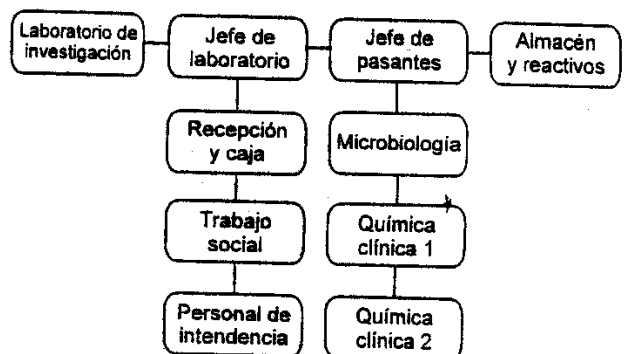 Laboratorio de
investigación
Jefe de
laboratorio
Jefe de
pasantes
Almacén
y reactivos
Recepción
y caja
Microbiología
Trabajo
social
Química
clínica 1
Personal de
intendencia
Química
clínica 2